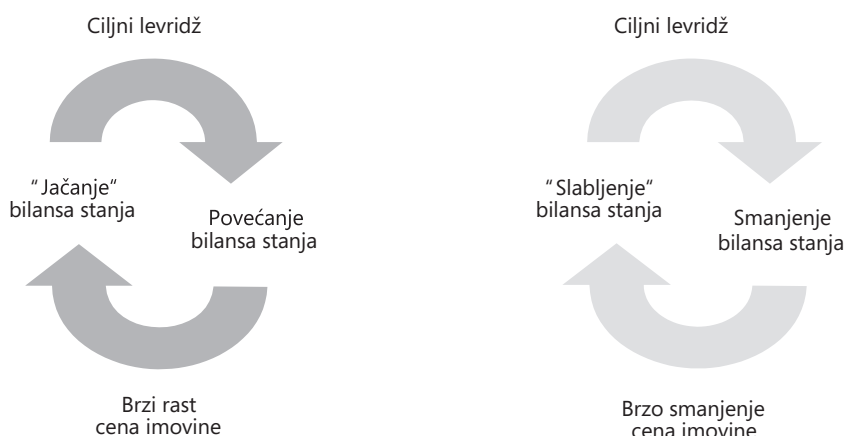 Ciljni levridž
"Jačanje“
bilansa stanja
Povećanje
bilansa stanja
Brzi rast
cena imovine
Ciljni levridž
"Slabljenje“
bilansa stanja
Smanjenje
bilansa stanja
Brzo smanjenje
cena imovine